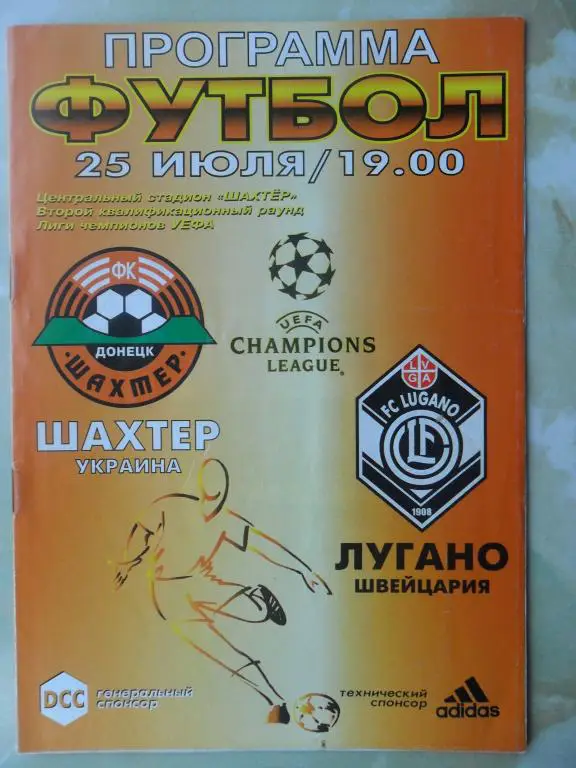 ПРОГРАММА
ФУТБОЛ
25 ИЮЛЯ/19.00
Центральный стадион «ШАХТЁР»
Второй квалификационный раунд
Лиги чемпионов УЕФА
ФК
ДОНЕЦК
·ШАХТЕР·
UEFA
CHAMPIONS
LEAGUE®
ШАХТЕР
УКРАИНА
LVGA
FC LUGANO
FCL
1908
ЛУГАНО
ШВЕЙЦАРИЯ
DCC
генеральный
спонсор
технический
спонсор
adidas